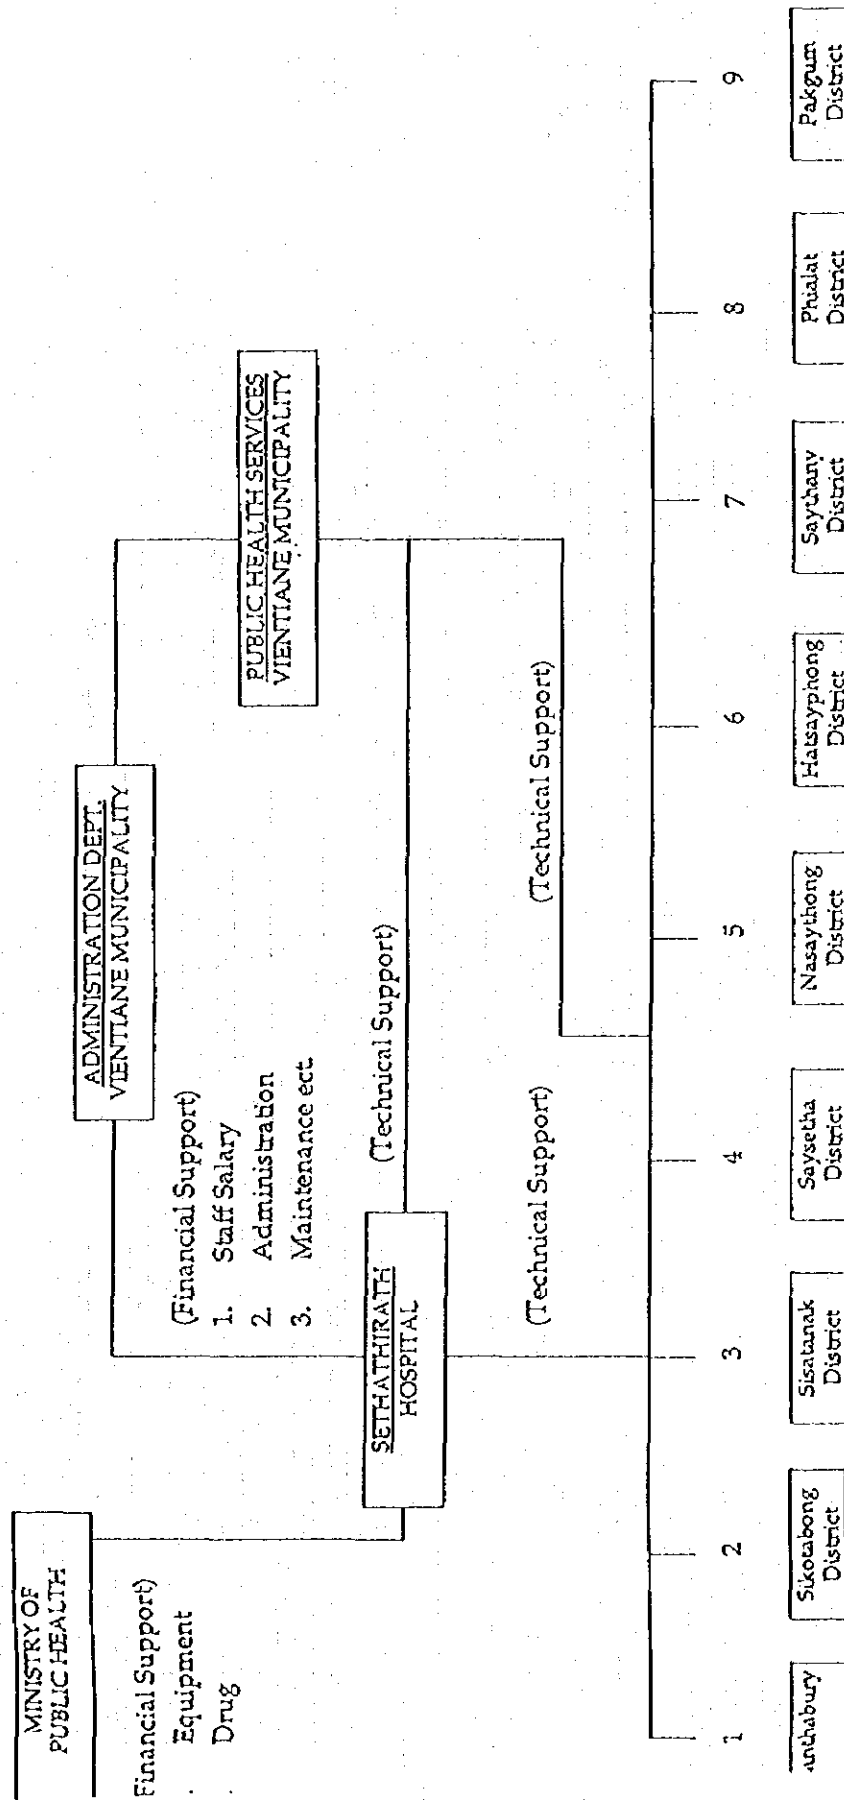 MINISTRY OF
PUBLIC HEALTH
Financial Support)
. Equipment
. Drug
ADMINISTRATION DEPT.
VIENTIANE MUNICIPALITY
(Financial Support)
1. Staff Salary
2. Administration
3. Maintenance ect.
PUBLIC HEALTH SERVICES
VIENTIANE MUNICIPALITY
SETHATHIRATH
HOSPITAL
(Technical Support)
(Technical Support)
(Technical Support)
1 2 3 4 5 6 7 8 9
anthabury
Sikotabong
District
Sisatanak
District
Saysetha
District
Nasaythong
District
Hatsayphong
District
Saythany
District
Phialat
District
Pakgum
District